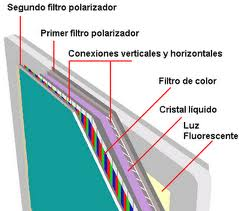 Segundo filtro polarizador
Primer filtro polarizador
Conexiones verticales y horizontales
Filtro de color
Cristal líquido
Luz
Fluorescente